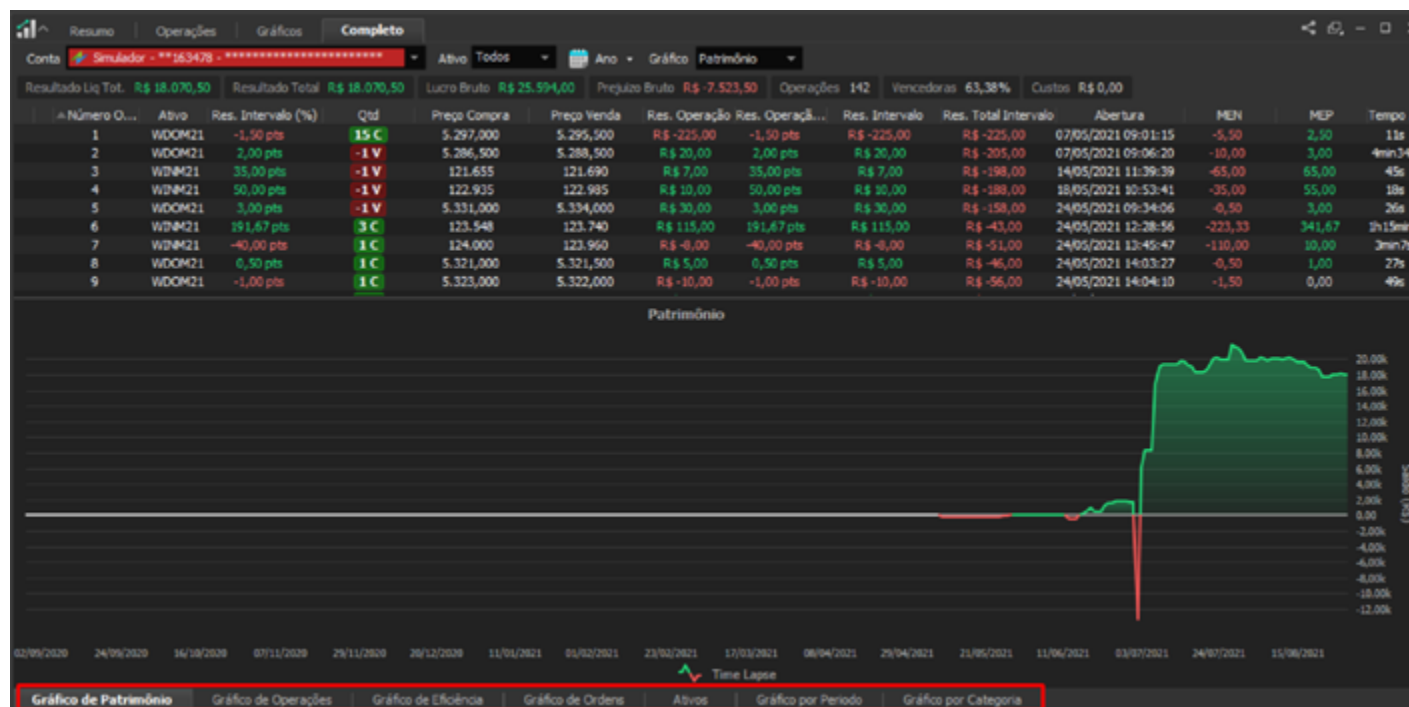 Resumo Operações Gráficos Completo
Conta Simulador - **163478 - *********************** Ativo Todos Ano Gráfico Patrimônio
Resultado Liq Tot. R$ 18.070,50 Resultado Total R$ 18.070,50 Lucro Bruto R$ 25.594,00 Prejuízo Bruto R$ -7.523,50 Operações 142 Vencedoras 63,38% Custos R$ 0,00
Número O... Ativo Res. Intervalo (%) Qtd Preço Compra Preço Venda Res. Operação Res. Operaçã... Res. Intervalo Res. Total Intervalo Abertura MEN MEP Tempo
1 WDOM21 -1,50 pts 15 C 5.297,000 5.295,500 R$ -225,00 -1,50 pts R$ -225,00 R$ -225,00 07/05/2021 09:01:15 -5,50 2,50 11s
2 WDOM21 2,00 pts -1 V 5.286,500 5.288,500 R$ 20,00 2,00 pts R$ 20,00 R$ -205,00 07/05/2021 09:06:20 -10,00 3,00 4min34
3 WINM21 35,00 pts -1 V 121.655 121.690 R$ 7,00 35,00 pts R$ 7,00 R$ -198,00 14/05/2021 11:39:39 -65,00 65,00 45s
4 WINM21 50,00 pts -1 V 122.935 122.985 R$ 10,00 50,00 pts R$ 10,00 R$ -188,00 18/05/2021 10:53:41 -35,00 55,00 18s
5 WDOM21 3,00 pts -1 V 5.331,000 5.334,000 R$ 30,00 3,00 pts R$ 30,00 R$ -158,00 24/05/2021 09:34:06 -0,50 3,00 26s
6 WINM21 191,67 pts 3 C 123.548 123.740 R$ 115,00 191,67 pts R$ 115,00 R$ -43,00 24/05/2021 12:28:56 -223,33 341,67 1h15min
7 WINM21 -40,00 pts 1 C 124.000 123.960 R$ -8,00 -40,00 pts R$ -8,00 R$ -51,00 24/05/2021 13:45:47 -110,00 10,00 3min7s
8 WDOM21 0,50 pts 1 C 5.321,000 5.321,500 R$ 5,00 0,50 pts R$ 5,00 R$ -46,00 24/05/2021 14:03:27 -0,50 1,00 27s
9 WDOM21 -1,00 pts 1 C 5.323,000 5.322,000 R$ -10,00 -1,00 pts R$ -10,00 R$ -56,00 24/05/2021 14:04:10 -1,50 0,00 49s
Patrimônio
20.00k
18.00k
16.00k
14.00k
12.00k
10.00k
8.00k
6.00k
4.00k
2.00k
0.00
-2.00k
-4.00k
-6.00k
-8.00k
-10.00k
-12.00k
02/09/2020 24/09/2020 16/10/2020 07/11/2020 29/11/2020 20/12/2020 11/01/2021 01/02/2021 23/02/2021 17/03/2021 08/04/2021 29/04/2021 21/05/2021 11/06/2021 03/07/2021 24/07/2021 15/08/2021
Time Lapse
Gráfico de Patrimônio Gráfico de Operações Gráfico de Eficiência Gráfico de Ordens Ativos Gráfico por Periodo Gráfico por Categoria